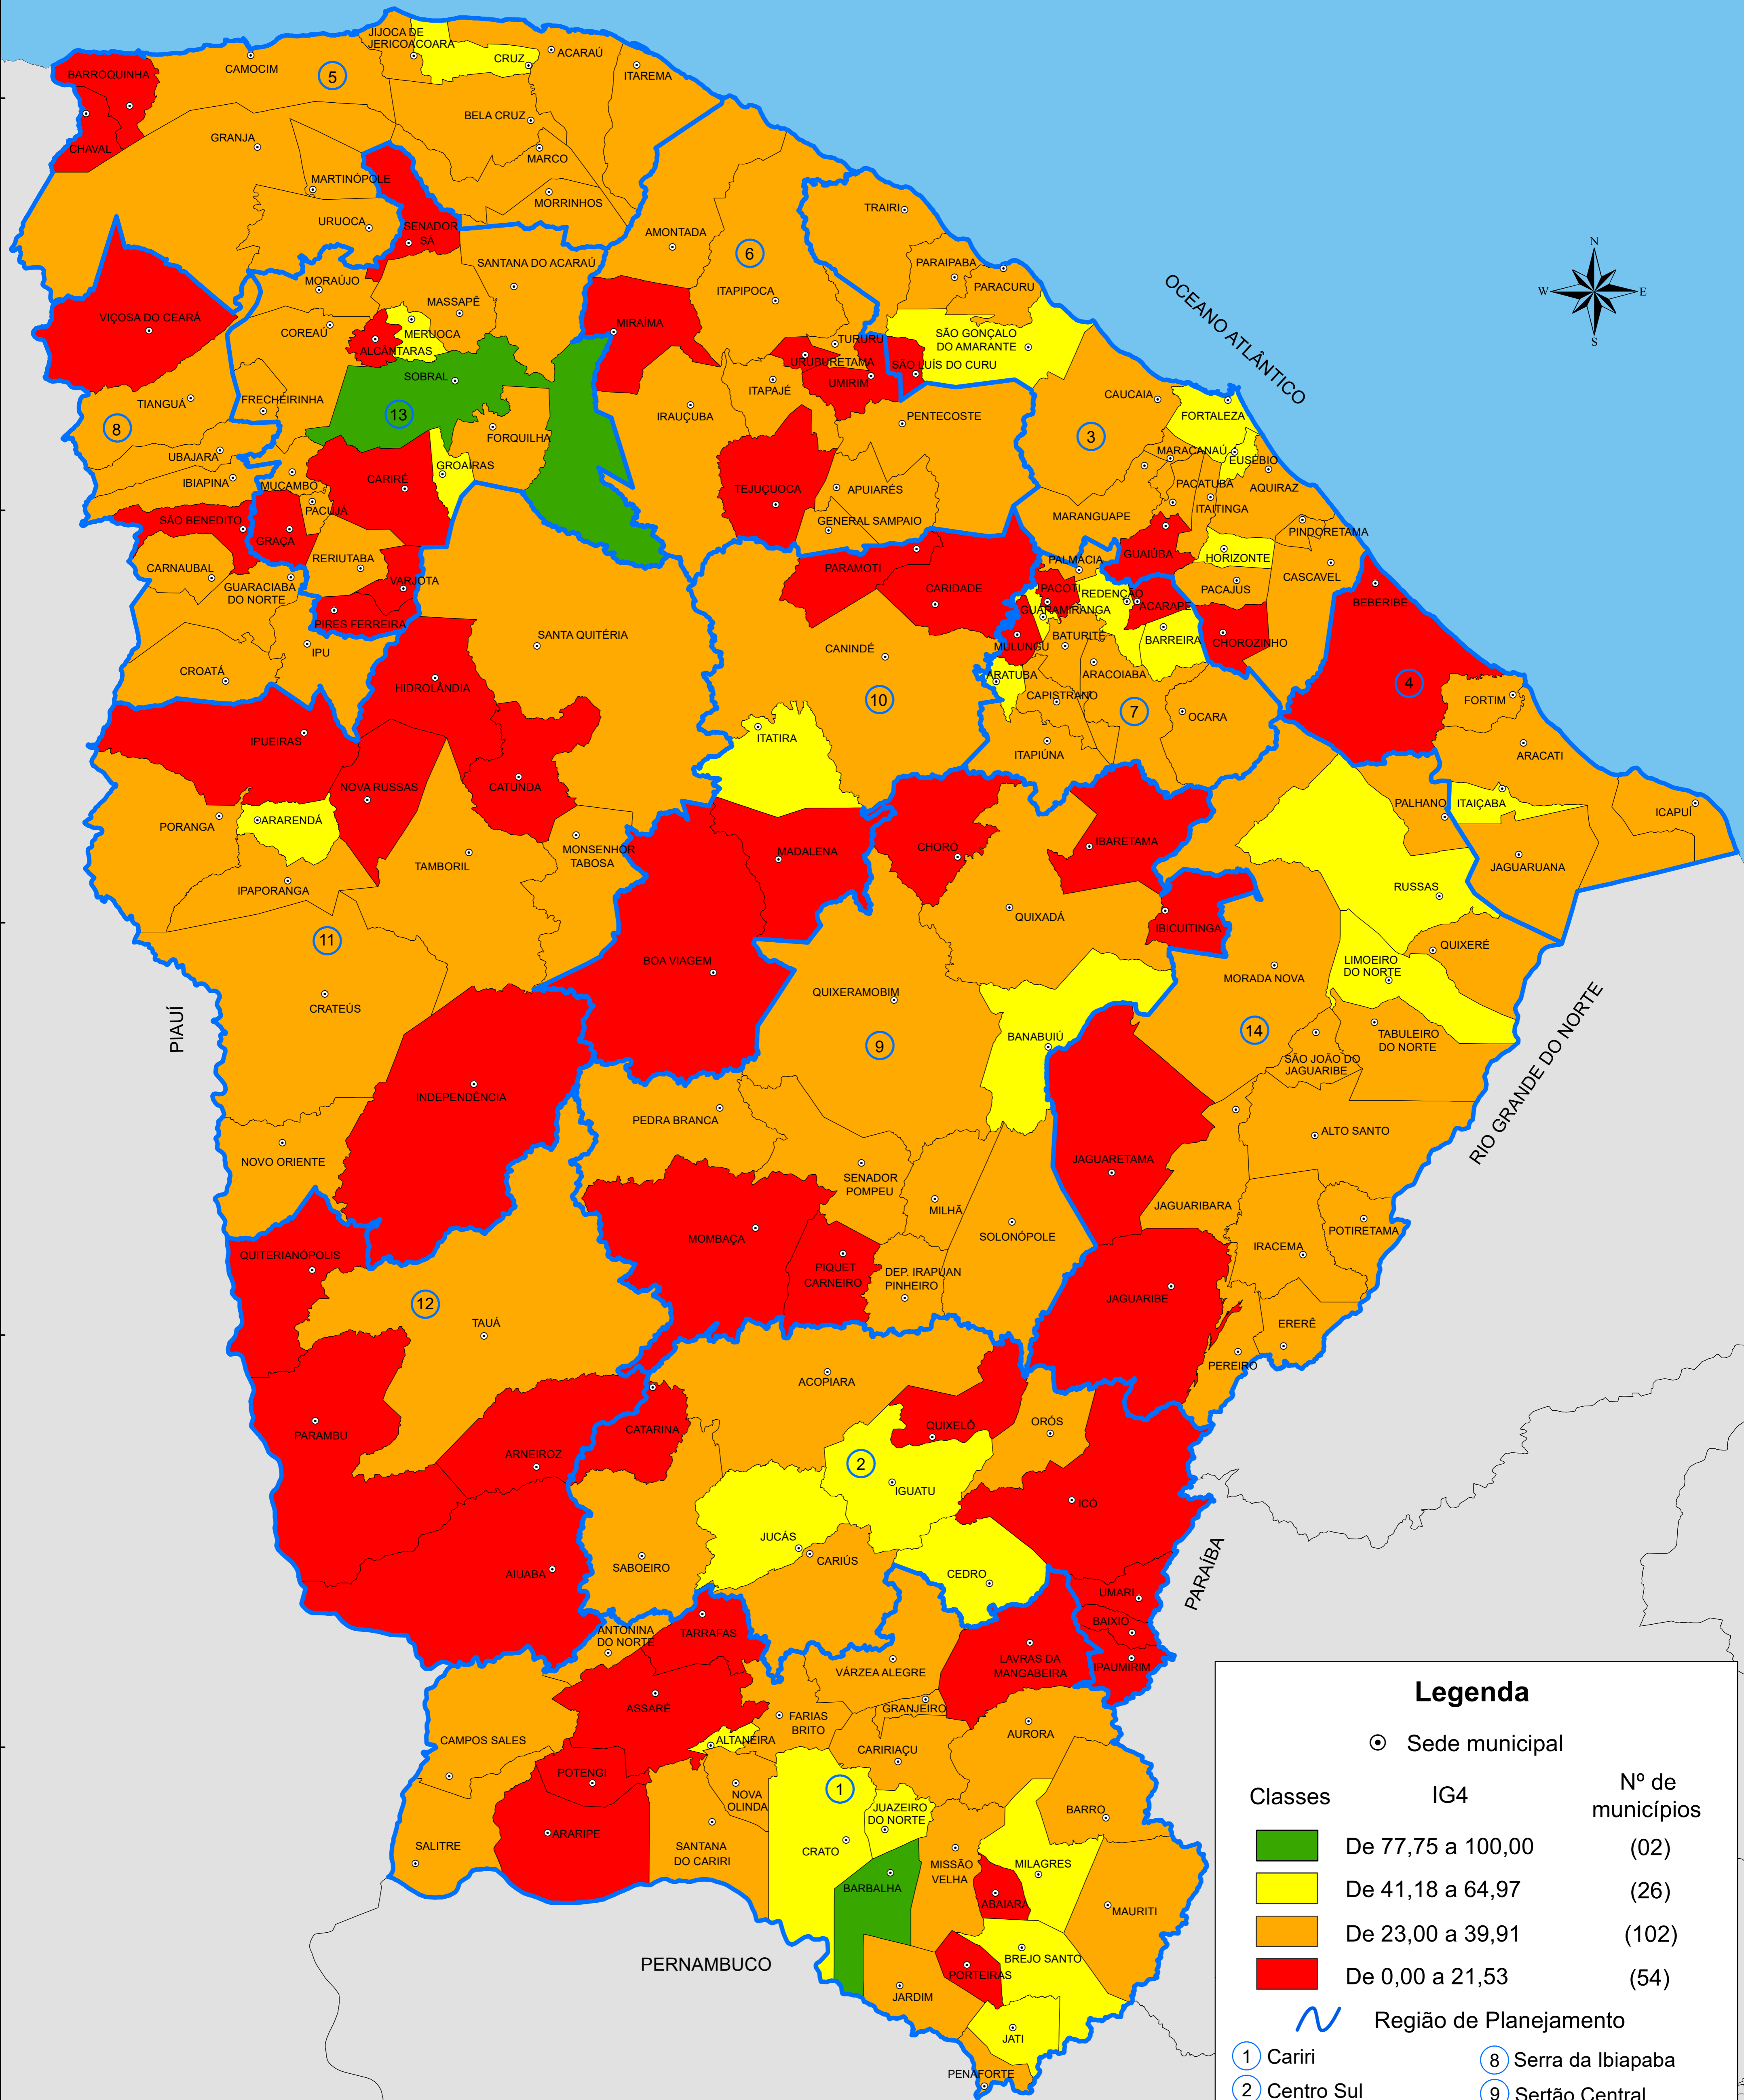 JIJOCA DE
JERICOACOARA
CRUZ
ACARAÚ
ITAREMA
BARROQUINHA
CAMOCIM
5
CHAVAL
GRANJA
BELA CRUZ
MARCO
MARTINÓPOLE
MORRINHOS
URUOCA
SENADOR
SÁ
TRAIRI
AMONTADA
6
N
W
E
S
SANTANA DO ACARAÚ
MORAÚJO
MASSAPÊ
ITAPIPOCA
PARAIPABA
PARACURU
OCEANO ATLÂNTICO
VIÇOSA DO CEARÁ
COREAÚ
MERUOCA
ALCÂNTARAS
MIRAÍMA
TURURU
URUBURETAMA
UMIRIM
SÃO GONÇALO
DO AMARANTE
SÃO LUÍS DO CURU
SOBRAL
ITAPAJÉ
TIANGUÁ
FRECHEIRINHA
13
8
FORQUILHA
IRAUÇUBA
PENTECOSTE
CAUCAIA
3
FORTALEZA
UBAJARA
IBIAPINA
MUCAMBO
CARIRÉ
GROAÍRAS
TEJUÇUOCA
APUIARÉS
MARACANAÚ
EUSÉBIO
PACATUBA
AQUIRAZ
ITAITINGA
PACUJÁ
SÃO BENEDITO
GRAÇA
GENERAL SAMPAIO
MARANGUAPE
PINDORETAMA
CARNAUBAL
RERIUTABA
VARJOTA
GUARACIABA
DO NORTE
PIRES FERREIRA
PARAMOTI
CARIDADE
PALMÁCIA
GUAIÚBA
HORIZONTE
CASCAVEL
PACOTI
REDENÇÃO
PACAJUS
GUARAMIRANGA
ACARAPE
BEBERIBE
IPU
CROATÁ
SANTA QUITÉRIA
CANINDÉ
MULUNGU
BATURITÉ
BARREIRA
CHOROZINHO
HIDROLÂNDIA
ARATUBA
ARACOIABA
CAPISTRANO
10
7
OCARA
4
FORTIM
IPUEIRAS
ITATIRA
ITAPIÚNA
ARACATI
NOVA RUSSAS
CATUNDA
PORANGA
ARARENDÁ
PALHANO
ITAIÇABA
ICAPUÍ
TAMBORIL
MONSENHOR
TABOSA
MADALENA
CHORÓ
IBARETAMA
JAGUARUANA
IPAPORANGA
RUSSAS
11
QUIXADÁ
IBICUITINGA
QUIXERÉ
BOA VIAGEM
LIMOEIRO
DO NORTE
MORADA NOVA
CRATEÚS
QUIXERAMOBIM
PIAUÍ
9
BANABUIÚ
14
TABULEIRO
DO NORTE
SÃO JOÃO DO
JAGUARIBE
RIO GRANDE DO NORTE
INDEPENDÊNCIA
PEDRA BRANCA
ALTO SANTO
NOVO ORIENTE
JAGUARETAMA
SENADOR
POMPEU
MILHÃ
JAGUARIBARA
SOLONÓPOLE
POTIRETAMA
IRACEMA
QUITERIANÓPOLIS
MOMBAÇA
PIQUET
CARNEIRO
DEP. IRAPUAN
PINHEIRO
JAGUARIBE
12
TAUÁ
ERERÊ
PEREIRO
ACOPIARA
PARAMBU
CATARINA
QUIXELÔ
ORÓS
ARNEIROZ
2
IGUATU
ICÓ
JUCÁS
CARIÚS
SABOEIRO
AIUABA
CEDRO
UMARI
PARAÍBA
ANTONINA
DO NORTE
TARRAFAS
BAIXIO
LAVRAS DA
MANGABEIRA
IPAUMIRIM
VÁRZEA ALEGRE
ASSARÉ
GRANJEIRO
FARIAS
BRITO
AURORA
CAMPOS SALES
ALTANEIRA
CARIRIAÇU
POTENGI
NOVA
OLINDA
1
JUAZEIRO
DO NORTE
BARRO
ARARIPE
SALITRE
SANTANA
DO CARIRI
CRATO
MISSÃO
VELHA
MILAGRES
BARBALHA
ABAIARA
MAURITI
PERNAMBUCO
BREJO SANTO
PORTEIRAS
JARDIM
JATI
PENAFORTE
Legenda
Sede municipal
Classes IG4 Nº de
municípios
De 77,75 a 100,00 (02)
De 41,18 a 64,97 (26)
De 23,00 a 39,91 (102)
De 0,00 a 21,53 (54)
Região de Planejamento
1 Cariri
8 Serra da Ibiapaba
2 Centro Sul
9 Sertão Central